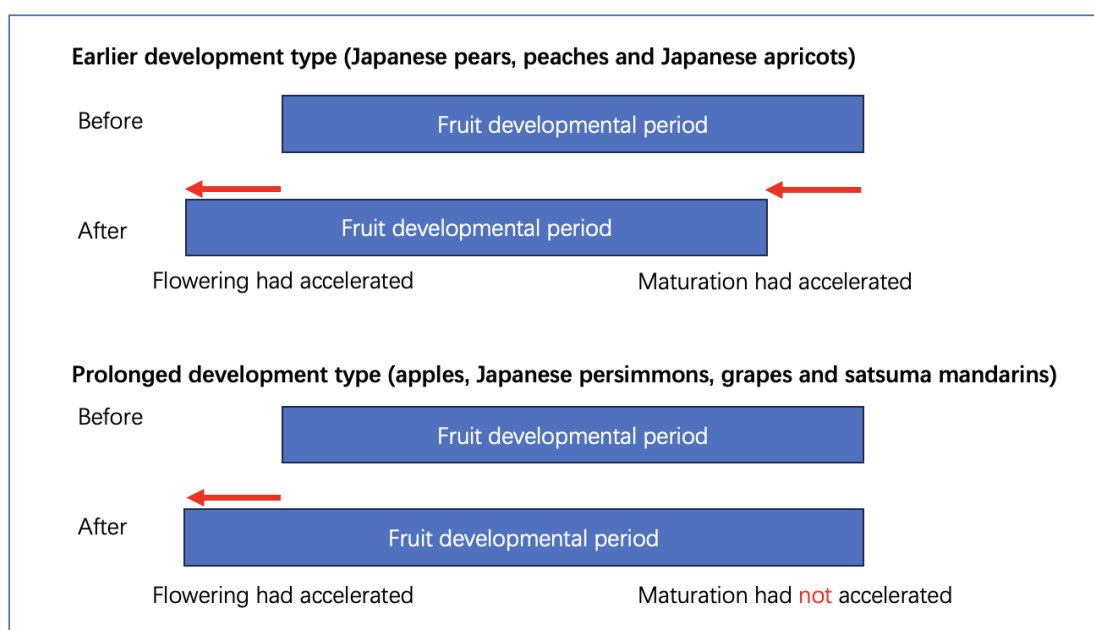 Earlier development type (Japanese pears, peaches and Japanese apricots)
Before
Fruit developmental period
After
Fruit developmental period
Flowering had accelerated
Maturation had accelerated
Prolonged development type (apples, Japanese persimmons, grapes and satsuma mandarins)
Before
Fruit developmental period
After
Fruit developmental period
Flowering had accelerated
Maturation had not accelerated